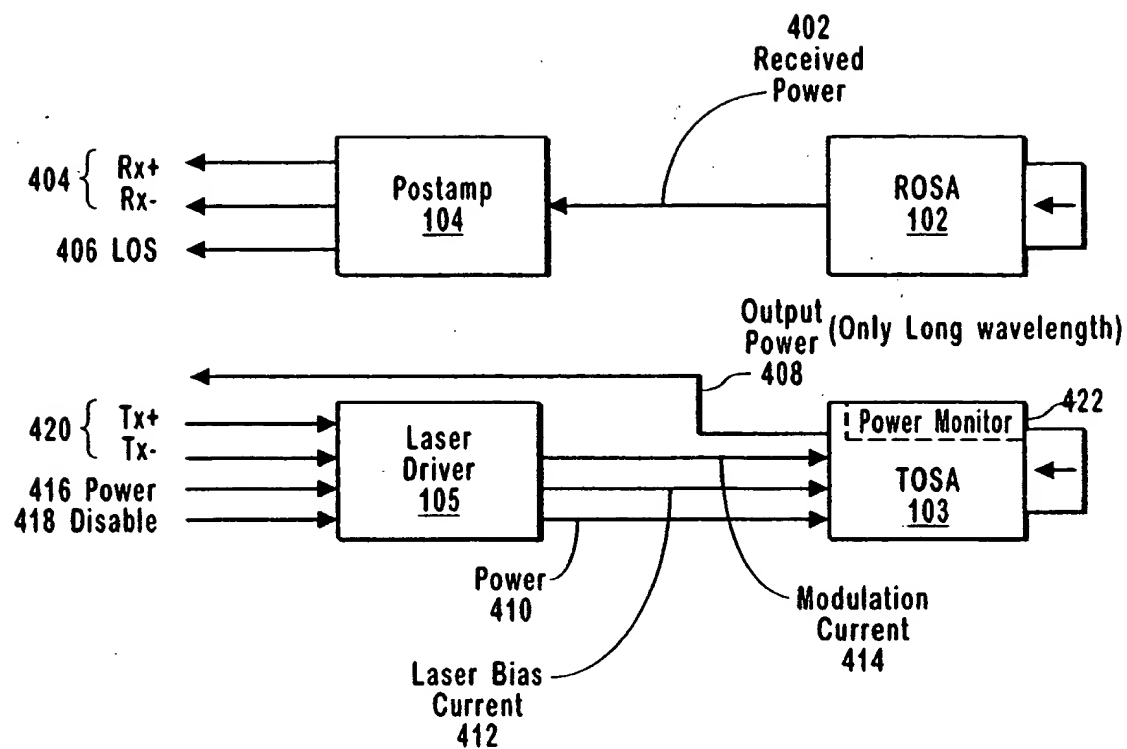 402
Received
Power
404 { Rx+
Rx-
406 LOS
Postamp
104
ROSA
102
Output
Power
408
(Only Long wavelength)
420 { Tx+
Tx-
416 Power
418 Disable
Laser
Driver
105
Power Monitor
422
TOSA
103
Power
410
Modulation
Current
414
Laser Bias
Current
412